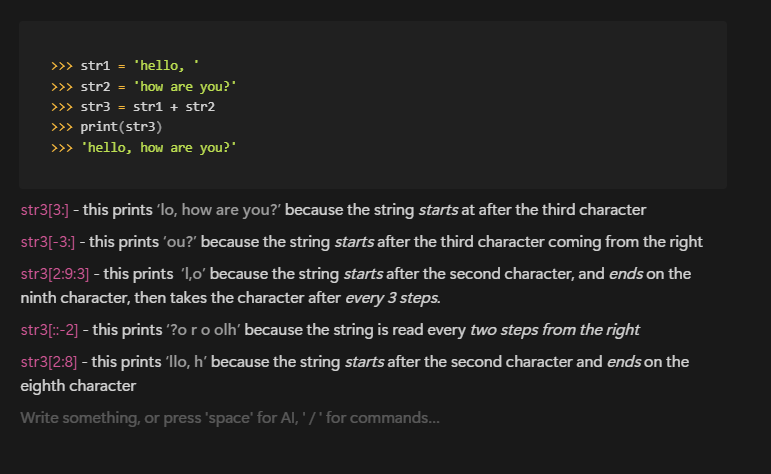 >>> str1 = 'hello, '
>>> str2 = 'how are you?'
>>> str3 = str1 + str2
>>> print(str3)
>>> 'hello, how are you?'
str3[3:] - this prints ‘lo, how are you?’ because the string starts at after the third character
str3[-3:] - this prints ‘ou?’ because the string starts after the third character coming from the right
str3[2:9:3] - this prints  ‘l,o’ because the string starts after the second character, and ends on the
ninth character, then takes the character after every 3 steps.
str3[::-2] - this prints ‘?o r o olh’ because the string is read every two steps from the right
str3[2:8] - this prints ‘llo, h’ because the string starts after the second character and ends on the
eighth character
Write something, or press 'space' for AI, ' / ' for commands...